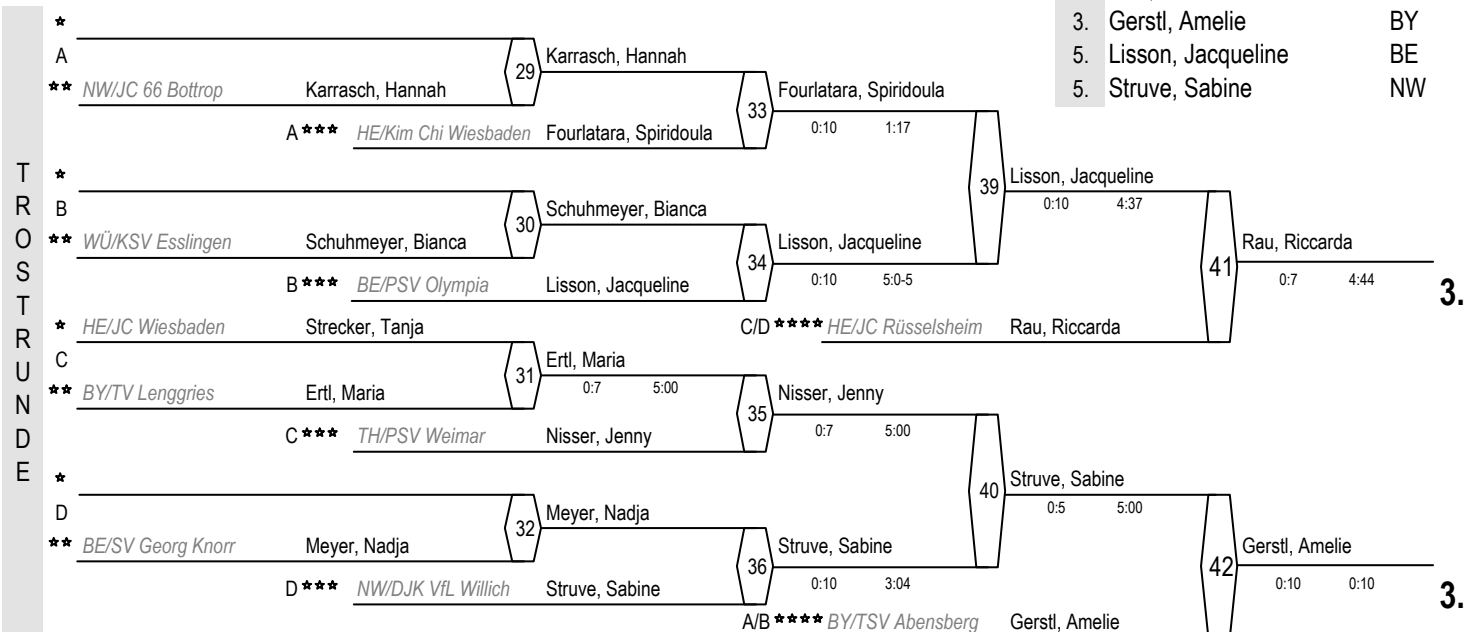 3. Gerstl, Amelie BY
5. Lisson, Jacqueline BE
5. Struve, Sabine NW
TROSTRUNDE
*
A
** NW/JC 66 Bottrop Karrasch, Hannah
29
Karrasch, Hannah
A *** HE/Kim Chi Wiesbaden Fourlatara, Spiridoula
33
Fourlatara, Spiridoula
0:10 1:17
*
B
** WÜ/KSV Esslingen Schuhmeyer, Bianca
30
Schuhmeyer, Bianca
B *** BE/PSV Olympia Lisson, Jacqueline
34
Lisson, Jacqueline
0:10 5:0-5
39
Lisson, Jacqueline
0:10 4:37
C/D **** HE/JC Rüsselsheim Rau, Riccarda
41
Rau, Riccarda
0:7 4:44
3.
* HE/JC Wiesbaden Strecker, Tanja
C
** BY/TV Lenggries Ertl, Maria
31
Ertl, Maria
0:7 5:00
C *** TH/PSV Weimar Nisser, Jenny
35
Nisser, Jenny
0:7 5:00
*
D
** BE/SV Georg Knorr Meyer, Nadja
32
Meyer, Nadja
D *** NW/DJK VfL Willich Struve, Sabine
36
Struve, Sabine
0:10 3:04
40
Struve, Sabine
0:5 5:00
A/B **** BY/TSV Abensberg Gerstl, Amelie
42
Gerstl, Amelie
0:10 0:10
3.